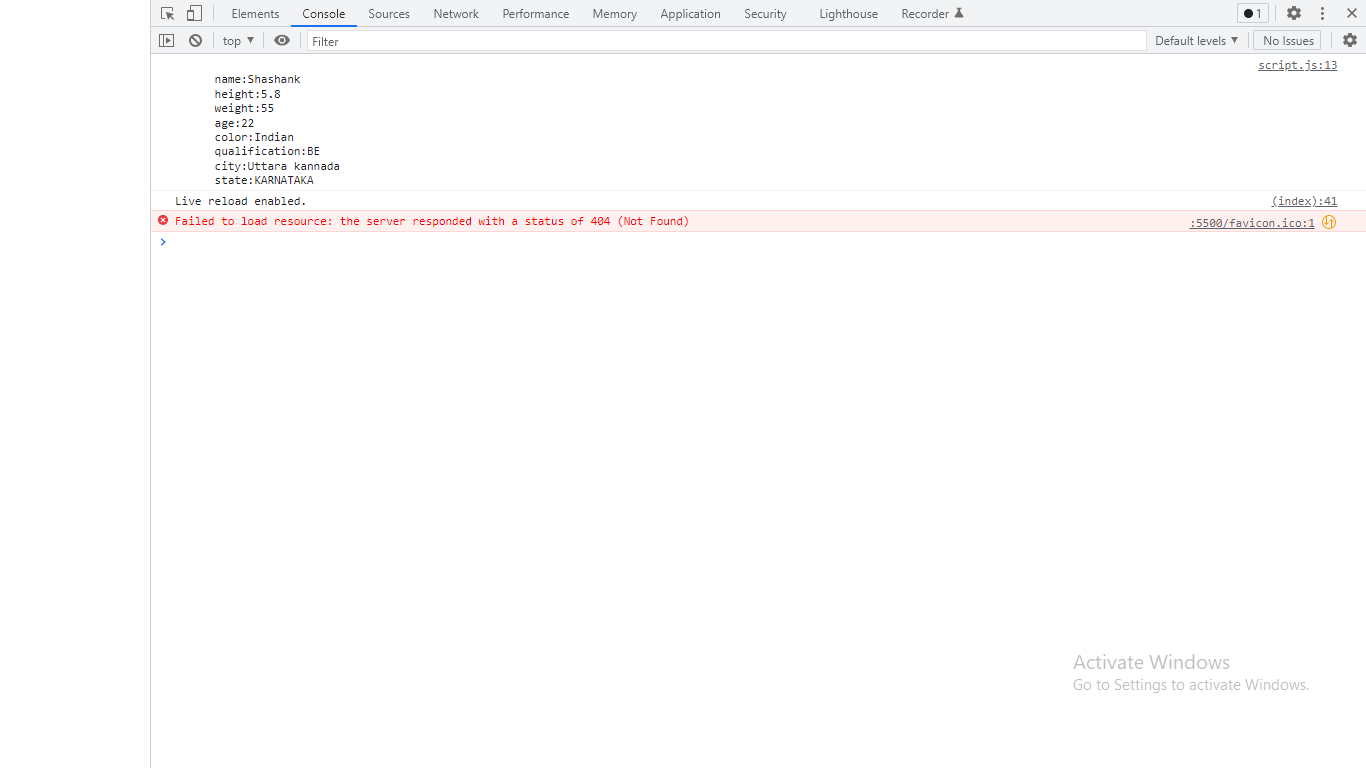 Elements Console Sources Network Performance Memory Application Security Lighthouse Recorder 1
top Filter Default levels No Issues
script.js:13
name:Shashank
height:5.8
weight:55
age:22
color:Indian
qualification:BE
city:Uttara kannada
state:KARNATAKA
Live reload enabled. (index):41
Failed to load resource: the server responded with a status of 404 (Not Found) :5500/favicon.ico:1
Activate Windows
Go to Settings to activate Windows.